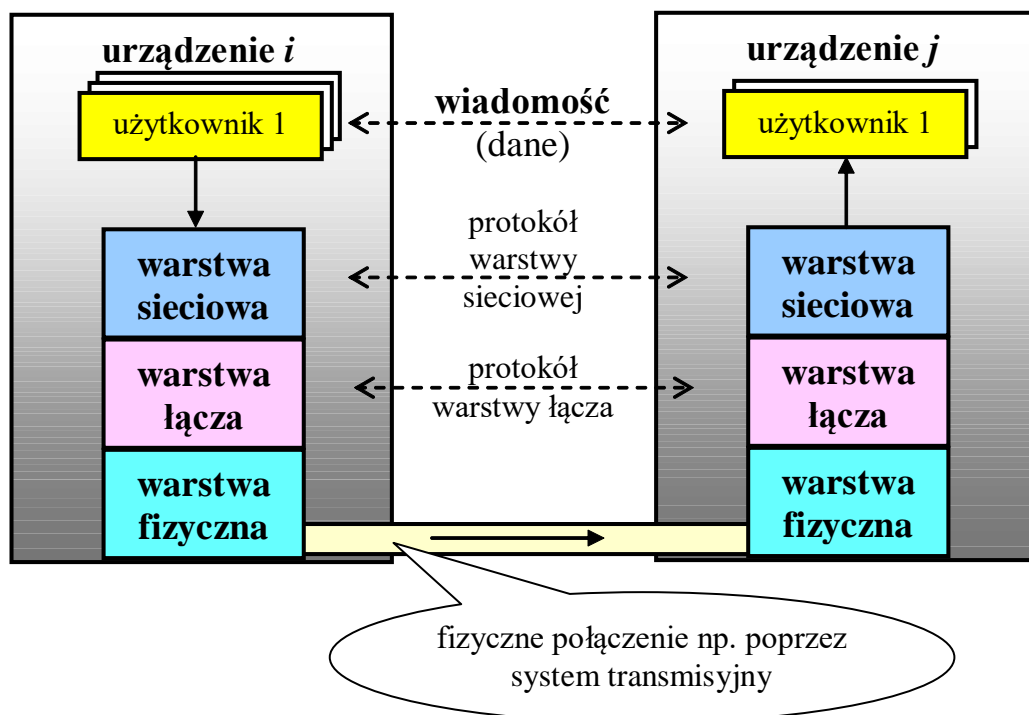 urządzenie i
użytkownik 1
warstwa
sieciowa
warstwa
łącza
warstwa
fizyczna
wiadomość
(dane)
protokół
warstwy
sieciowej
protokół
warstwy łącza
urządzenie j
użytkownik 1
warstwa
sieciowa
warstwa
łącza
warstwa
fizyczna
fizyczne połączenie np. poprzez
system transmisyjny